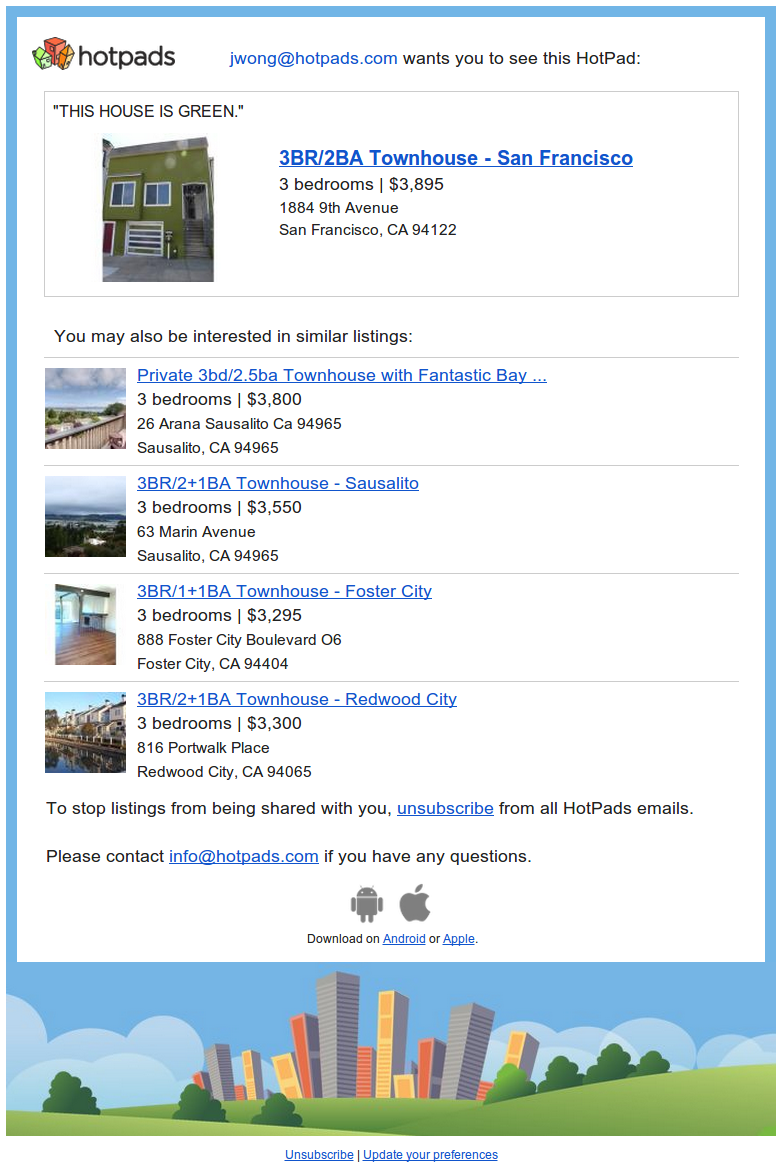 hotpads
jwong@hotpads.com wants you to see this HotPad:
"THIS HOUSE IS GREEN."
3BR/2BA Townhouse - San Francisco
3 bedrooms | $3,895
1884 9th Avenue
San Francisco, CA 94122
You may also be interested in similar listings:
Private 3bd/2.5ba Townhouse with Fantastic Bay ...
3 bedrooms | $3,800
26 Arana Sausalito Ca 94965
Sausalito, CA 94965
3BR/2+1BA Townhouse - Sausalito
3 bedrooms | $3,550
63 Marin Avenue
Sausalito, CA 94965
3BR/1+1BA Townhouse - Foster City
3 bedrooms | $3,295
888 Foster City Boulevard O6
Foster City, CA 94404
3BR/2+1BA Townhouse - Redwood City
3 bedrooms | $3,300
816 Portwalk Place
Redwood City, CA 94065
To stop listings from being shared with you, unsubscribe from all HotPads emails.
Please contact info@hotpads.com if you have any questions.
Download on Android or Apple.
Unsubscribe | Update your preferences